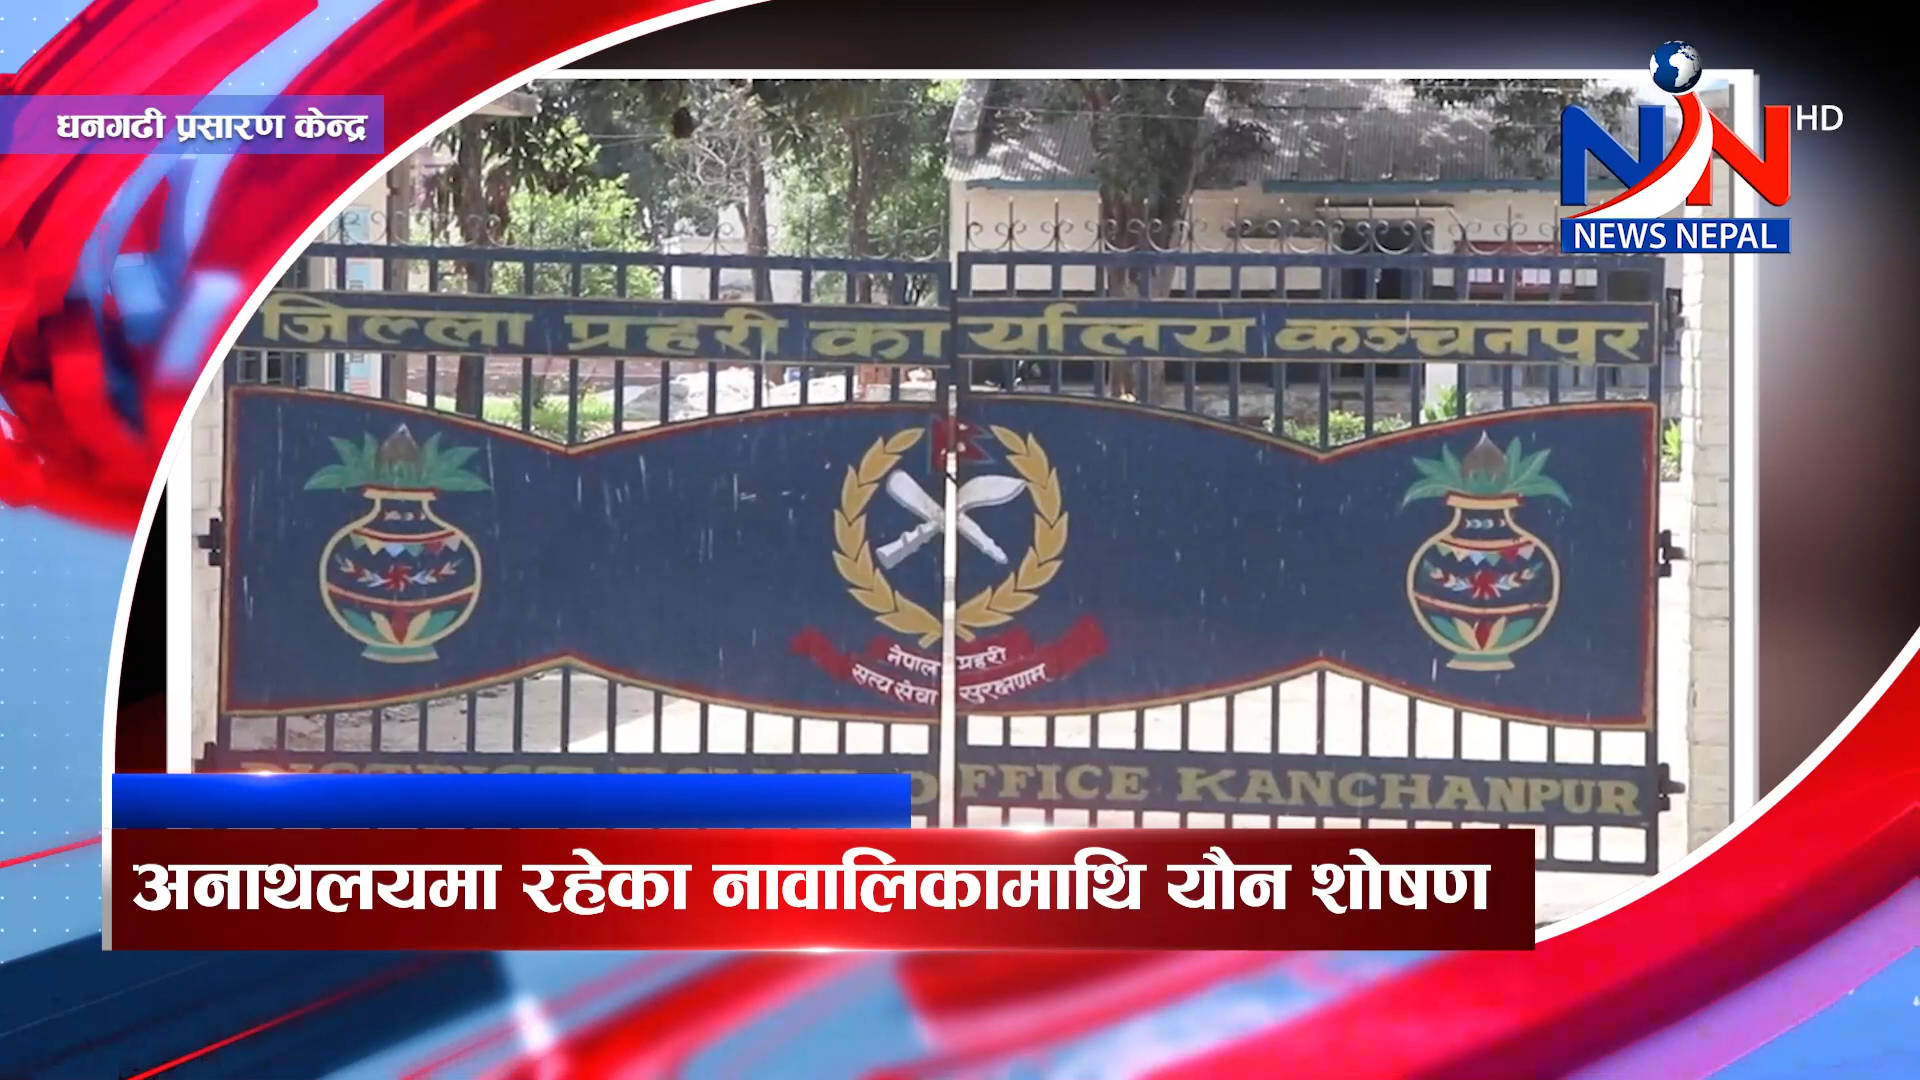 धनगढी प्रसारण केन्द्र
HD
NN
NEWS NEPAL
जिल्ला प्रहरी कार्यालय कञ्चनपुर
नेपाल प्रहरी
सत्य सेवा सुरक्षणम
OFFICE KANCHANPUR
अनाथलयमा रहेका नावालिकामाथि यौन शोषण